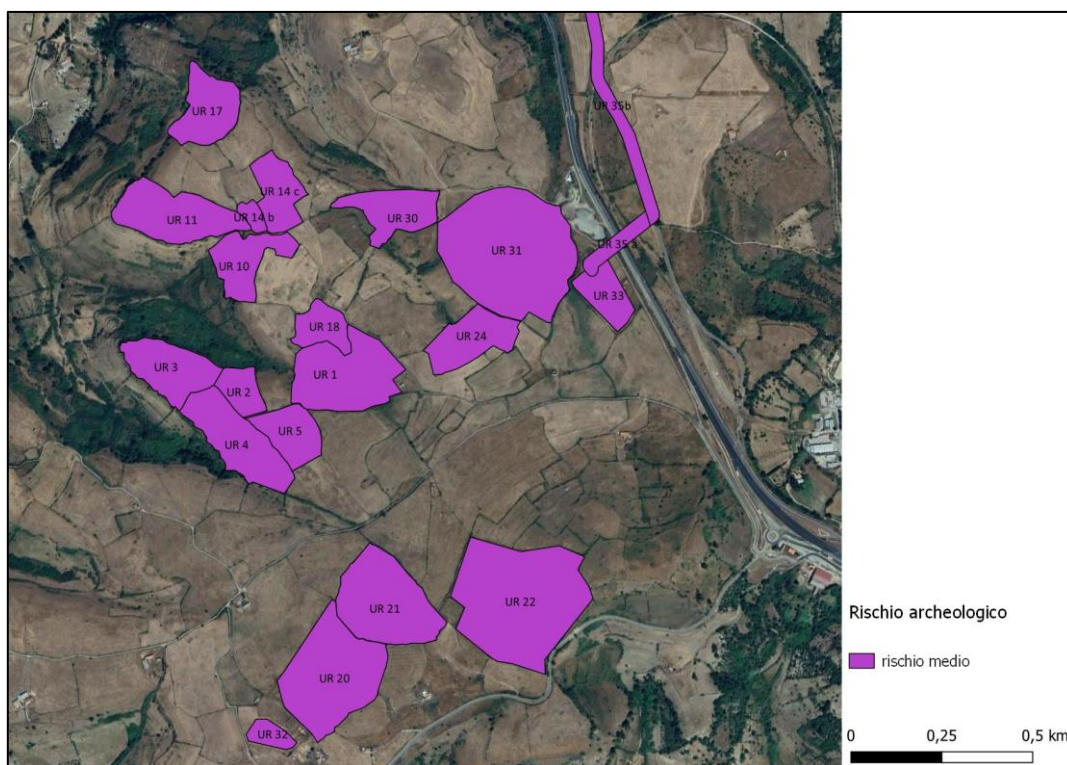 UR 35b
UR 17
UR 14 c
UR 11
UR 14 b
UR 30
UR 35 a
UR 31
UR 10
UR 33
UR 18
UR 24
UR 3
UR 1
UR 2
UR 5
UR 4
UR 21
UR 22
UR 20
UR 32
Rischio archeologico
rischio medio
0 0,25 0,5 km